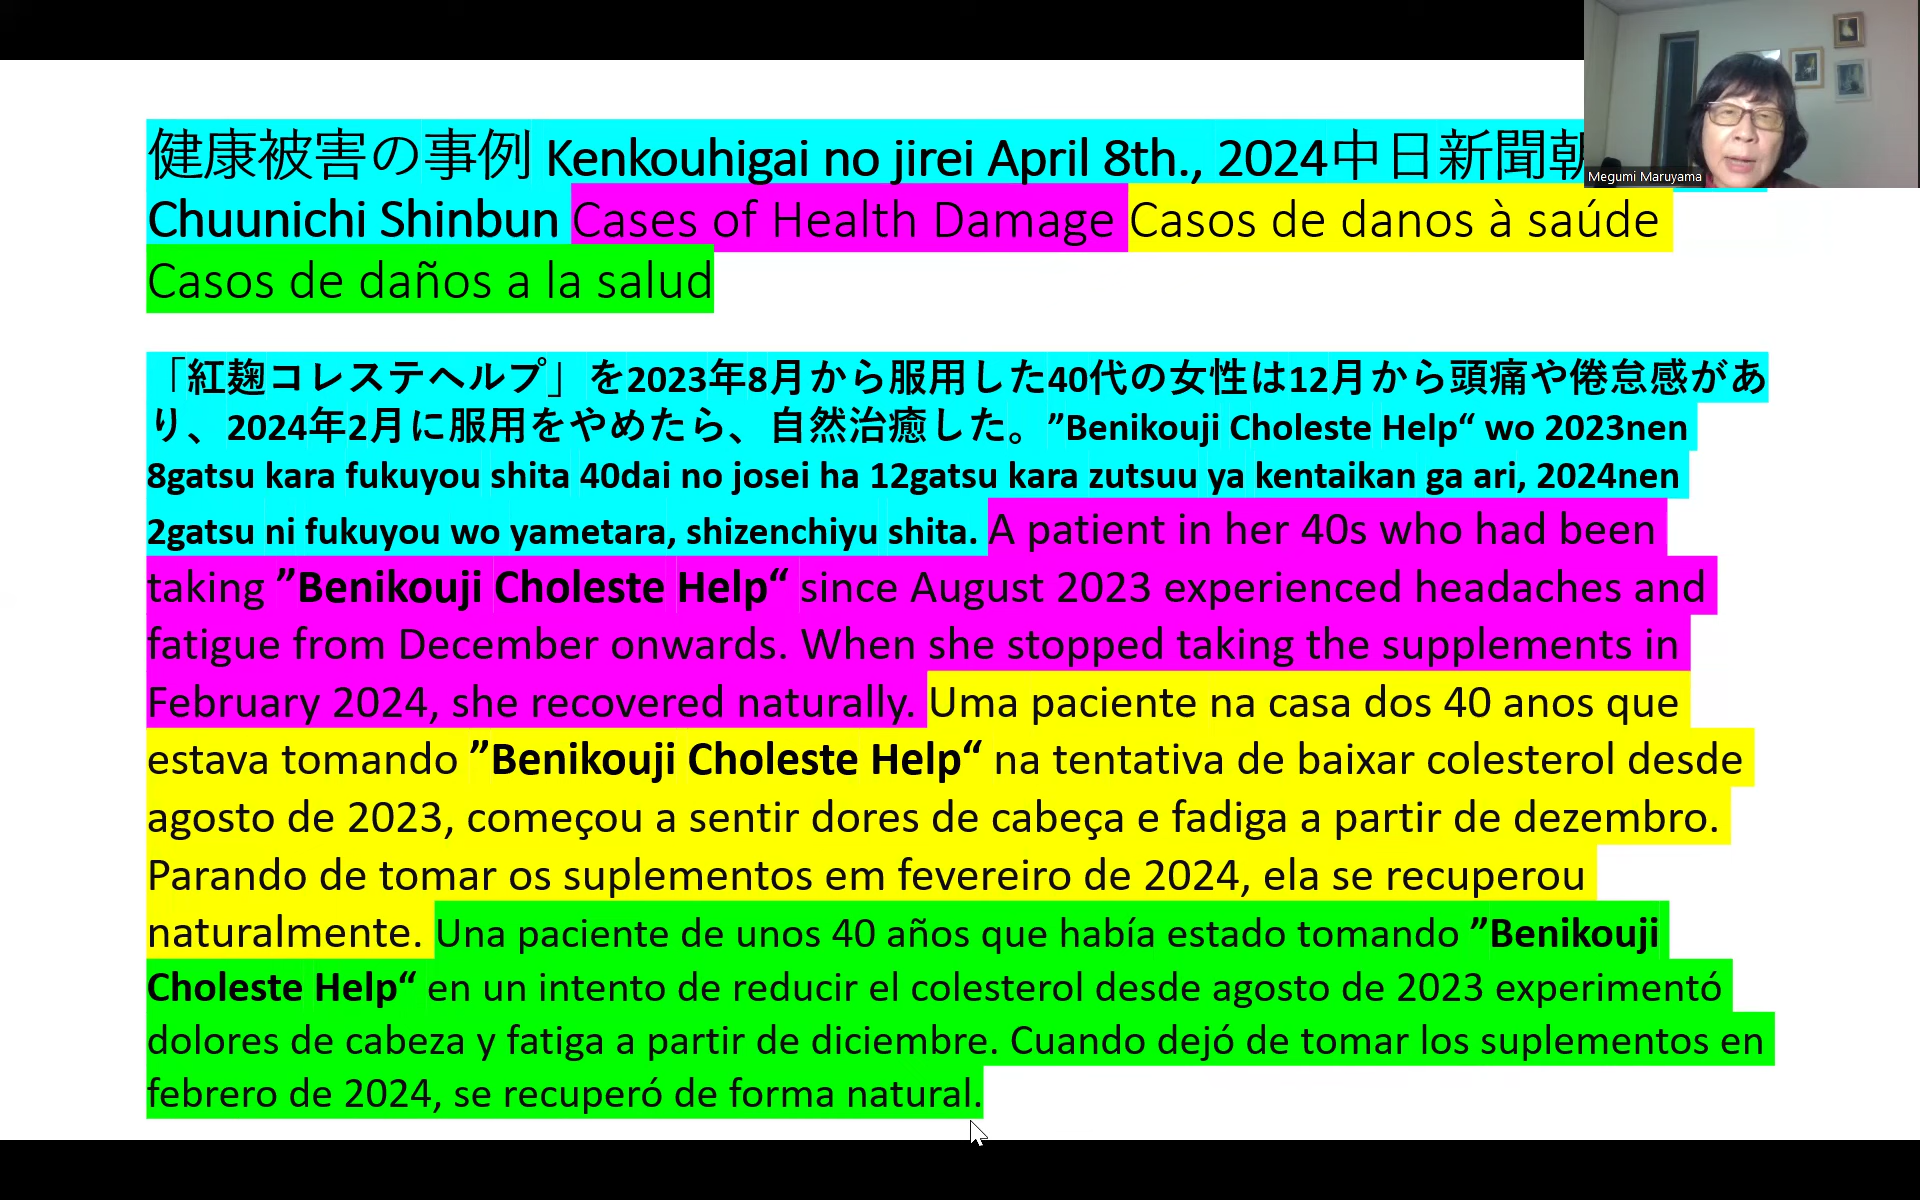 健康被害の事例 Kenkouhigai no jirei April 8th., 2024中日新聞
Chuunichi Shinbun Cases of Health Damage Casos de danos à saúde
Casos de daños a la salud
「紅麹コレステヘルプ」を2023年8月から服用した40代の女性は12月から頭痛や倦怠感があ
り、2024年2月に服用をやめたら、自然治癒した。”Benikouji Choleste Help“ wo 2023nen
8gatsu kara fukuyou shita 40dai no josei ha 12gatsu kara zutsuu ya kentaikan ga ari, 2024nen
2gatsu ni fukuyou wo yametara, shizenchiyu shita. A patient in her 40s who had been
taking ”Benikouji Choleste Help“ since August 2023 experienced headaches and
fatigue from December onwards. When she stopped taking the supplements in
February 2024, she recovered naturally. Uma paciente na casa dos 40 anos que
estava tomando ”Benikouji Choleste Help“ na tentativa de baixar colesterol desde
agosto de 2023, começou a sentir dores de cabeça e fadiga a partir de dezembro.
Parando de tomar os suplementos em fevereiro de 2024, ela se recuperou
naturalmente. Una paciente de unos 40 años que había estado tomando ”Benikouji
Choleste Help“ en un intento de reducir el colesterol desde agosto de 2023 experimentó
dolores de cabeza y fatiga a partir de diciembre. Cuando dejó de tomar los suplementos en
febrero de 2024, se recuperó de forma natural.
Megumi Maruyama